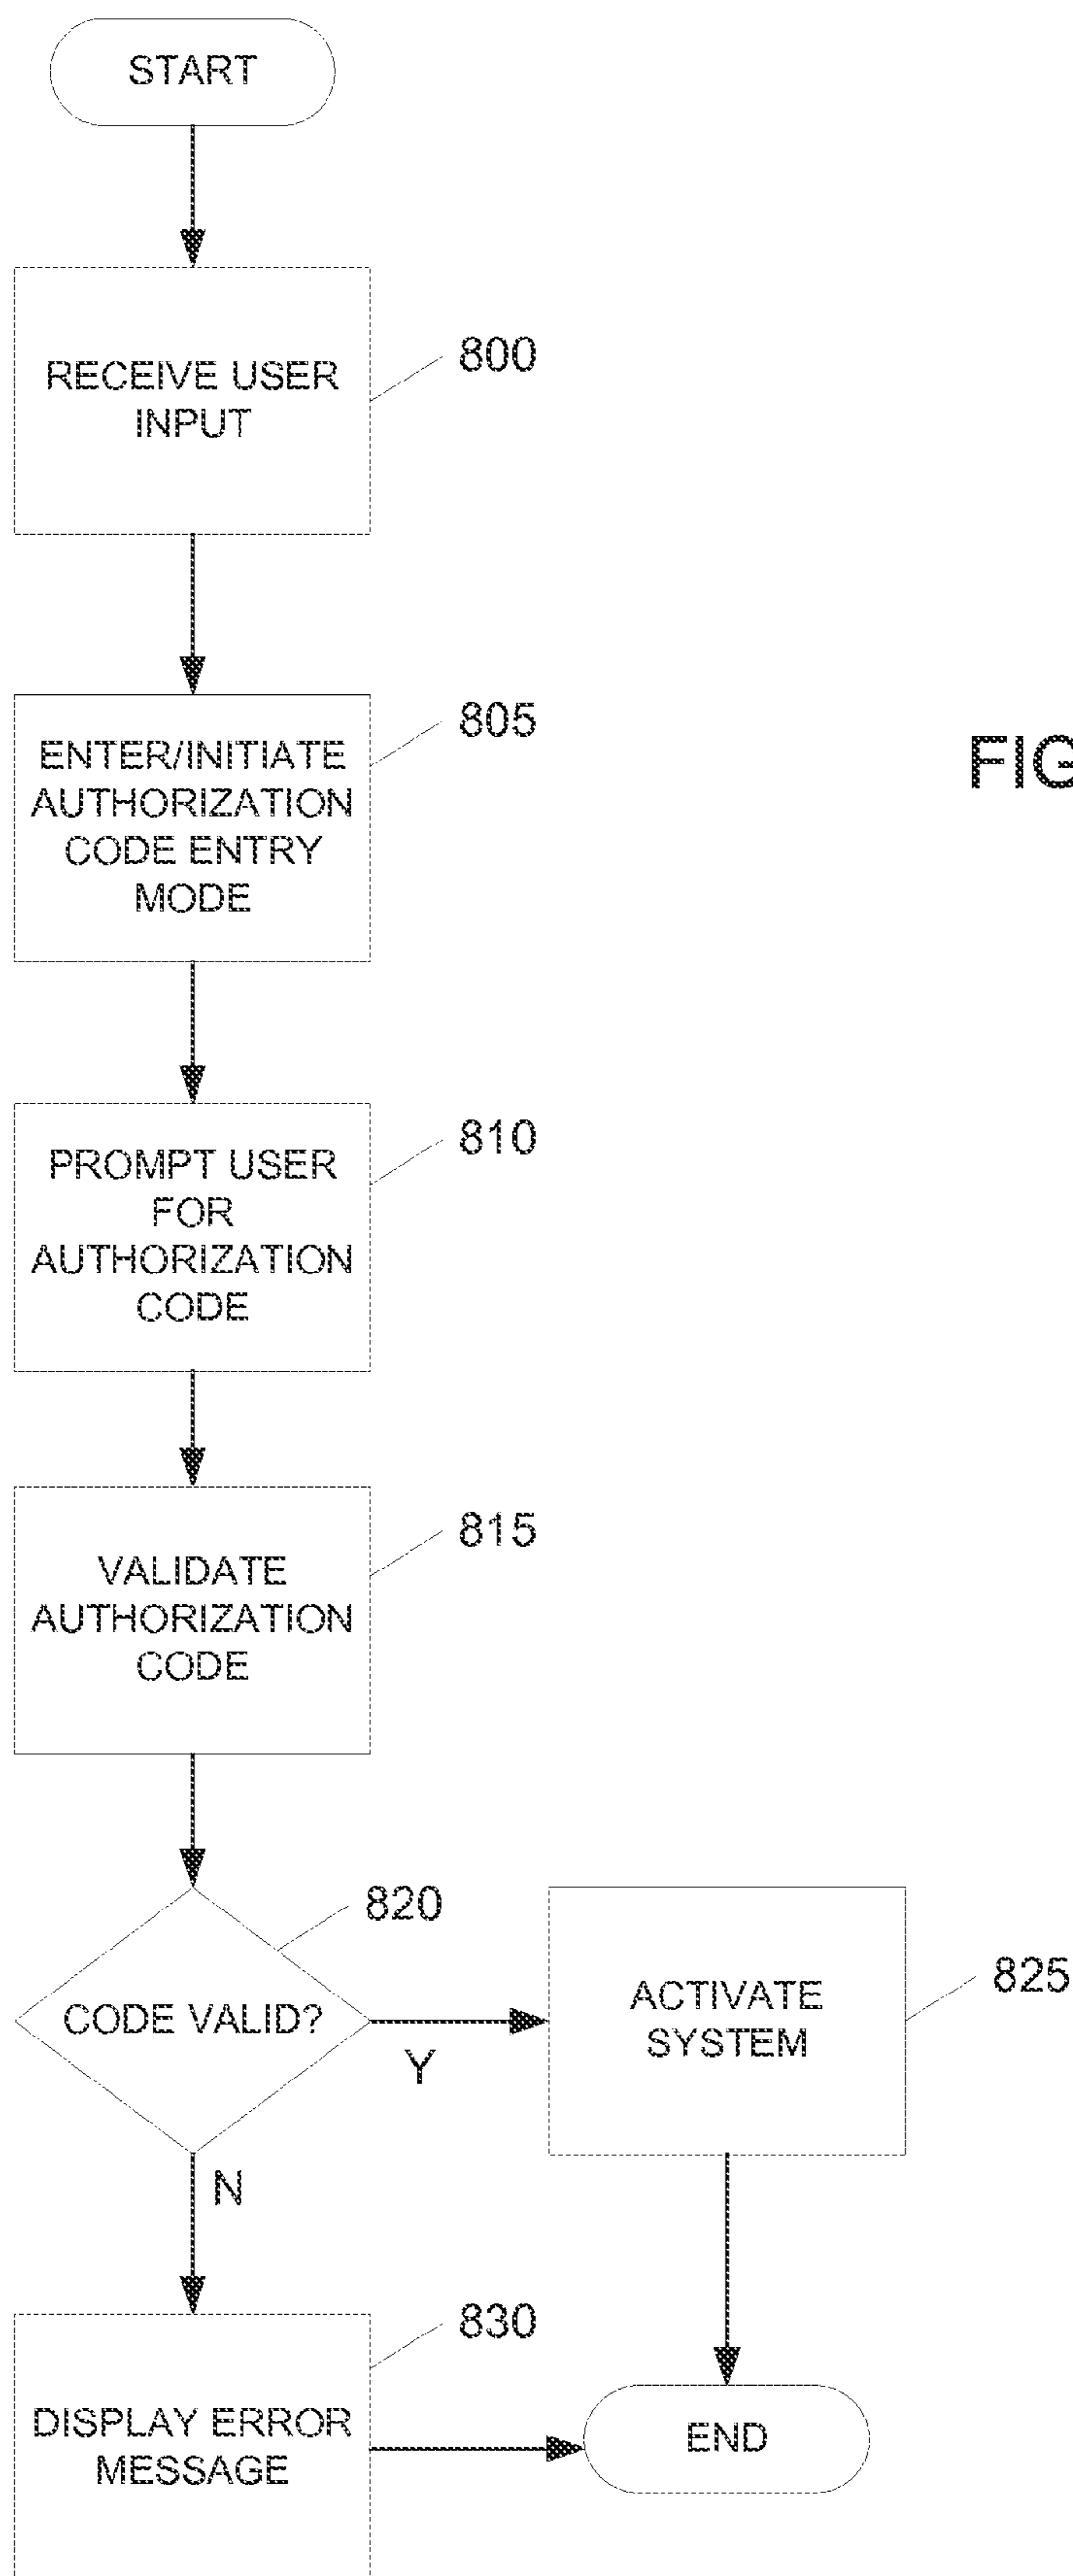 START
RECEIVE USER
INPUT
800
ENTER/INITIATE
AUTHORIZATION
CODE ENTRY
MODE
805
FIG
PROMPT USER
FOR
AUTHORIZATION
CODE
810
VALIDATE
AUTHORIZATION
CODE
815
820
CODE VALID?
Y
N
ACTIVATE
SYSTEM
825
830
DISPLAY ERROR
MESSAGE
END